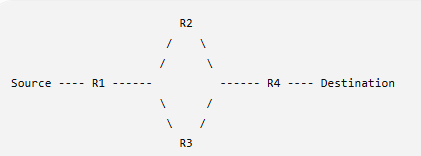 R2
/ \
/ \
Source ---- R1 ------ ------ R4 ---- Destination
\ /
\ /
R3